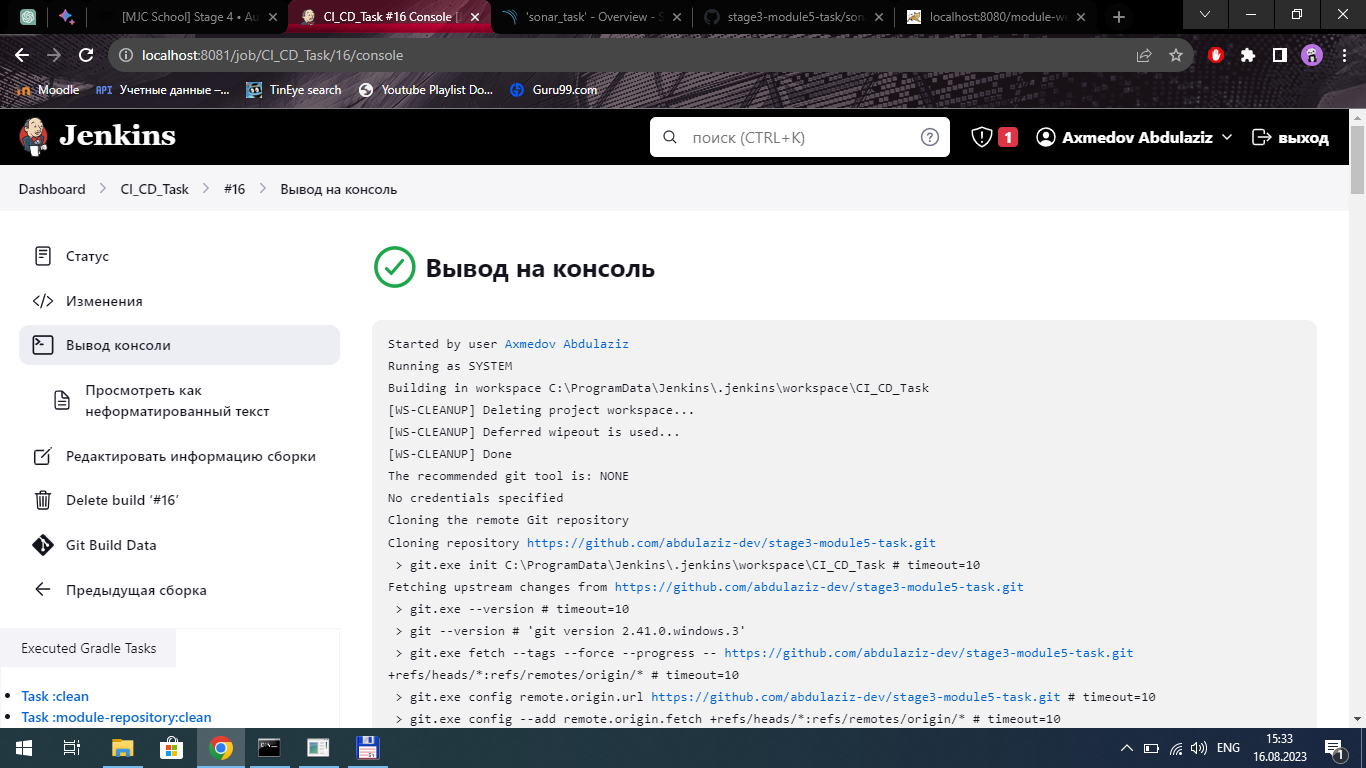 [MJC School] Stage 4 • Au
CI_CD_Task #16 Console [
'sonar_task' - Overview - S
stage3-module5-task/sona
localhost:8080/module-we
localhost:8081/job/CI_CD_Task/16/console
Moodle
API
Учетные данные –...
TinEye search
Youtube Playlist Do...
Guru99.com
Jenkins
поиск (CTRL+K)
1
Axmedov Abdulaziz
выход
Dashboard
CI_CD_Task
#16
Вывод на консоль
Статус
Изменения
Вывод консоли
Просмотреть как
неформатированный текст
Редактировать информацию сборки
Delete build '#16'
Git Build Data
Предыдущая сборка
Executed Gradle Tasks
Task :clean
Task :module-repository:clean
Вывод на консоль
Started by user Axmedov Abdulaziz
Running as SYSTEM
Building in workspace C:\ProgramData\Jenkins\.jenkins\workspace\CI_CD_Task
[WS-CLEANUP] Deleting project workspace...
[WS-CLEANUP] Deferred wipeout is used...
[WS-CLEANUP] Done
The recommended git tool is: NONE
No credentials specified
Cloning the remote Git repository
Cloning repository https://github.com/abdulaziz-dev/stage3-module5-task.git
> git.exe init C:\ProgramData\Jenkins\.jenkins\workspace\CI_CD_Task # timeout=10
Fetching upstream changes from https://github.com/abdulaziz-dev/stage3-module5-task.git
> git.exe --version # timeout=10
> git --version # 'git version 2.41.0.windows.3'
> git.exe fetch --tags --force --progress -- https://github.com/abdulaziz-dev/stage3-module5-task.git
+refs/heads/*:refs/remotes/origin/* # timeout=10
> git.exe config remote.origin.url https://github.com/abdulaziz-dev/stage3-module5-task.git # timeout=10
> git.exe config --add remote.origin.fetch +refs/heads/*:refs/remotes/origin/* # timeout=10
ENG
15:33
16.08.2023
1